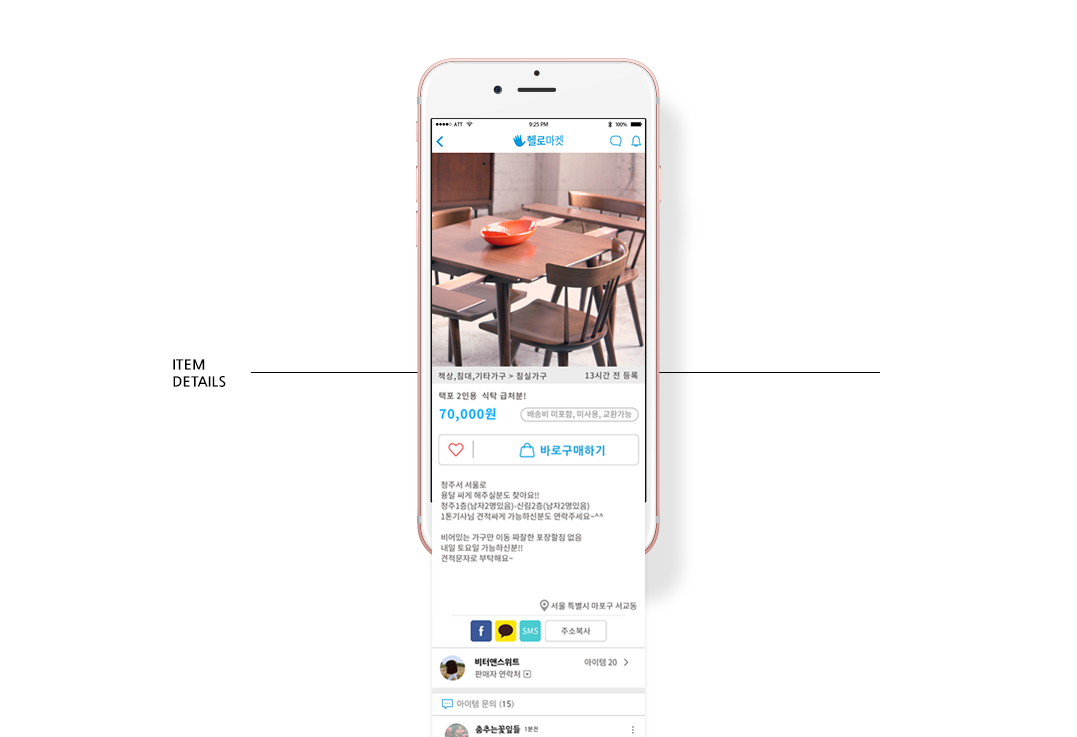 ATT
9:25 PM
100%
헬로마켓
ITEM
DETAILS
책상,침대,기타가구 > 침실가구
13시간 전 등록
택포 2인용 식탁 급처분!
70,000원
배송비 미포함, 미사용, 교환가능
바로구매하기
청주서 서울로
용달 싸게 해주실분도 찾아요!!
청주1층(남자2명있음)-신림2층(남자2명있음)
1톤기사님 견적싸게 가능하신분도 연락주세요~^^
비어있는 가구만 이동 짜잘한 포장할짐 없음
내일 토요일 가능하신분!!
견적문자로 부탁해요~
서울 특별시 마포구 서교동
f
SMS
주소복사
비터앤스위트
아이템 20
판매자 연락처
아이템 문의 (15)
춤추는꽃잎들 1분전